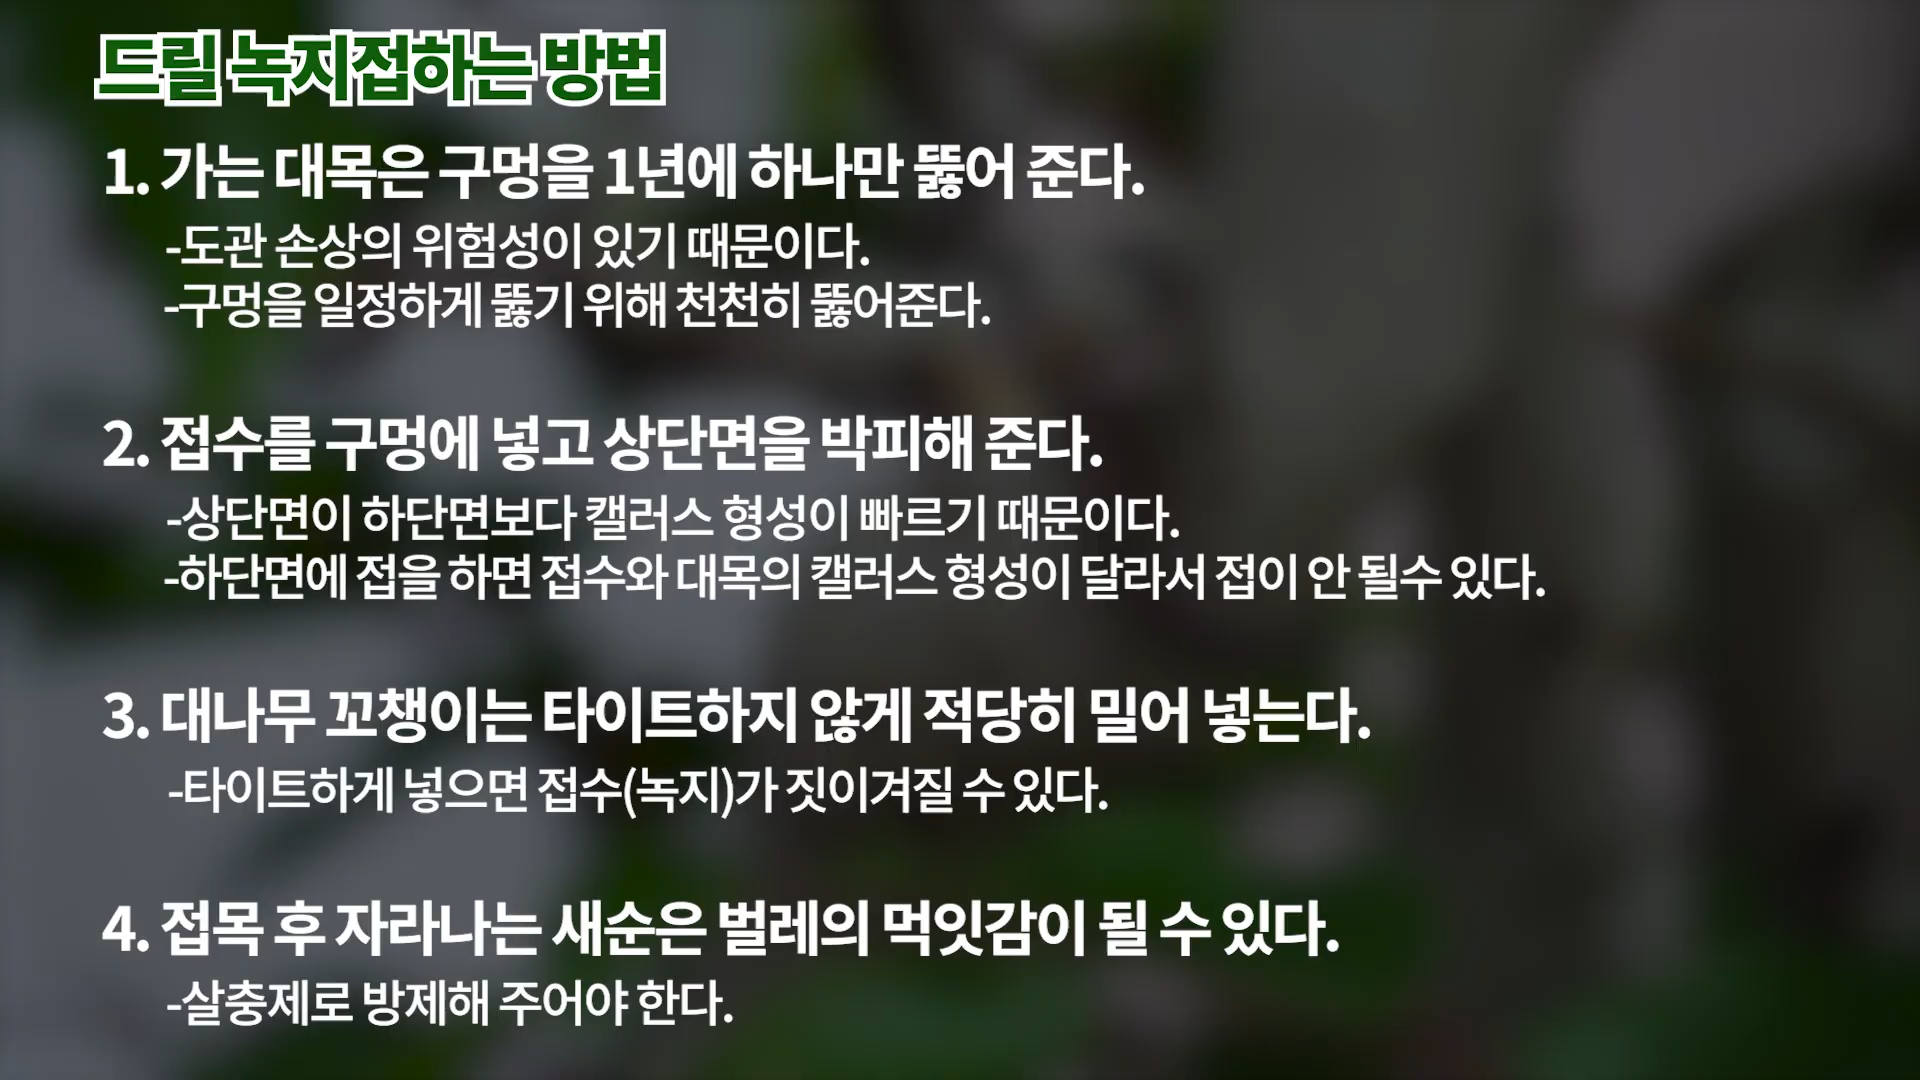 드릴 녹지접하는 방법
1. 가는 대목은 구멍을 1년에 하나만 뚫어 준다.
-도관 손상의 위험성이 있기 때문이다.
-구멍을 일정하게 뚫기 위해 천천히 뚫어준다.
2. 접수를 구멍에 넣고 상단면을 박피해 준다.
-상단면이 하단면보다 캘러스 형성이 빠르기 때문이다.
-하단면에 접을 하면 접수와 대목의 캘러스 형성이 달라서 접이 안 될수 있다.
3. 대나무 꼬챙이는 타이트하지 않게 적당히 밀어 넣는다.
-타이트하게 넣으면 접수(녹지)가 짓이겨질 수 있다.
4. 접목 후 자라나는 새순은 벌레의 먹잇감이 될 수 있다.
-살충제로 방제해 주어야 한다.